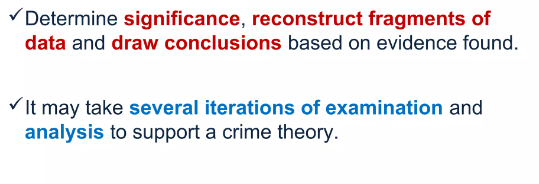 ✓Determine significance, reconstruct fragments of
data and draw conclusions based on evidence found.
✓It may take several iterations of examination and
analysis to support a crime theory.